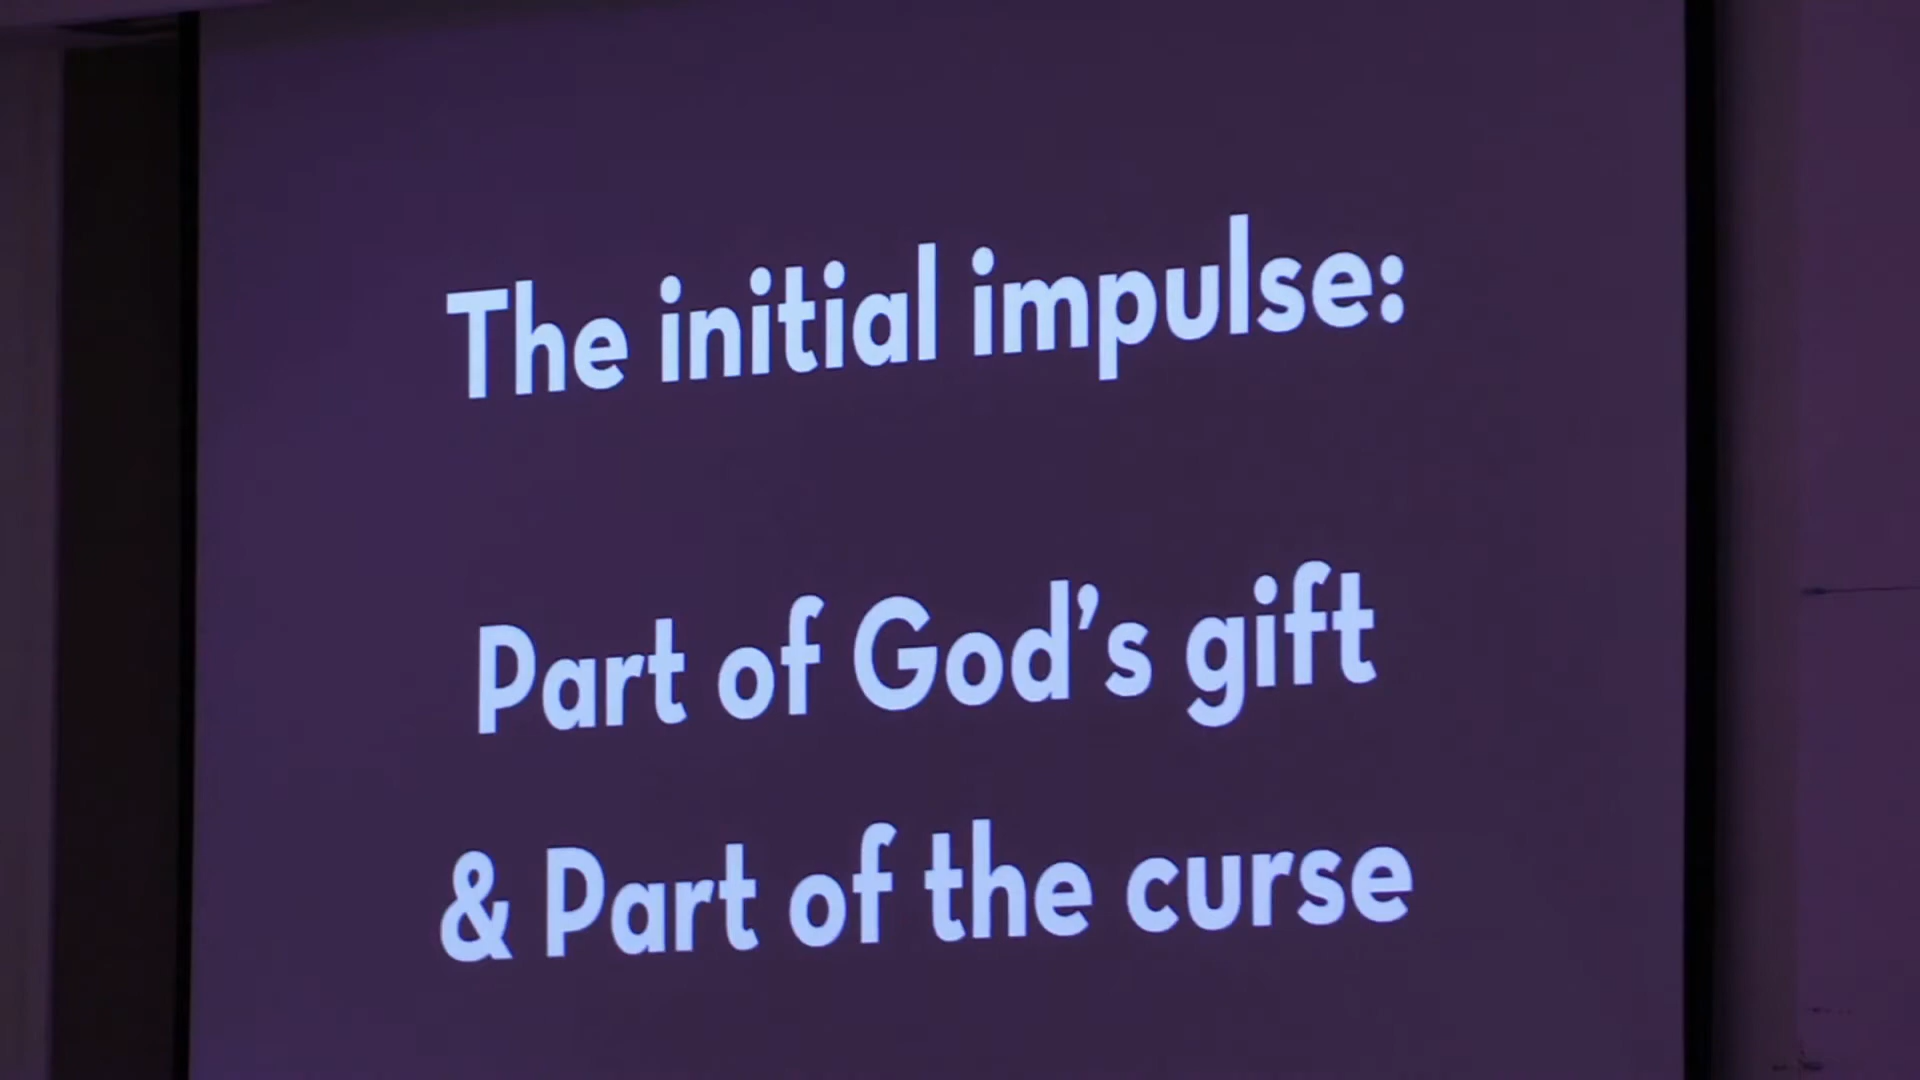 The initial impulse:
Part of God’s gift
& Part of the curse